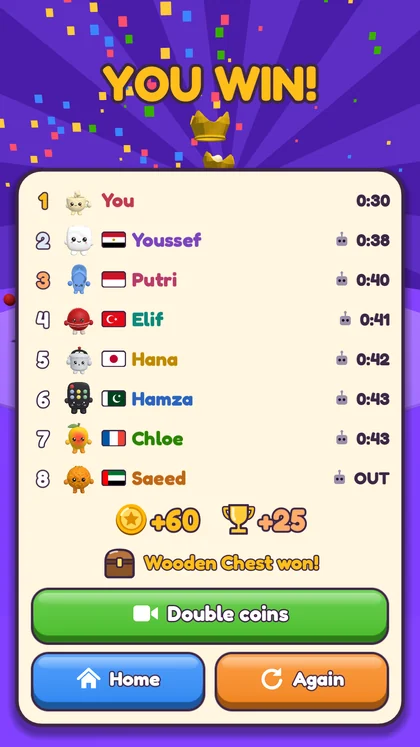 YOU WIN!
1 You 0:30
2 Youssef 0:38
3 Putri 0:40
4 Elif 0:41
5 Hana 0:42
6 Hamza 0:43
7 Chloe 0:43
8 Saeed OUT
+60 +25
Wooden Chest won!
Double coins
Home Again